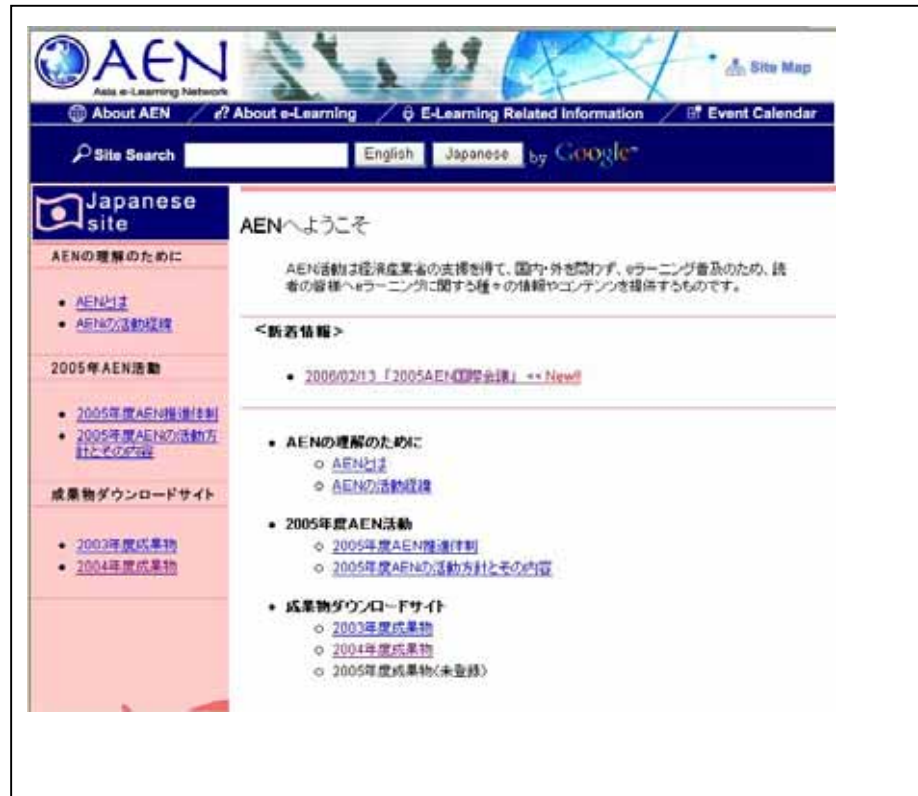 AEN
Asia e-Learning Network
Site Map
About AEN
e? About e-Learning
E-Learning Related Information
Event Calendar
Site Search
English
Japanese
by Google
Japanese
site
AENの理解のために
• AENとは
• AENの活動経緯
2005年AEN活動
• 2005年度AEN推進体制
• 2005年度AENの活動方
針とその内容
成果物ダウンロードサイト
• 2003年度成果物
• 2004年度成果物
AENへようこそ
AEN活動は経済産業省の支援を得て、国内・外を問わず、eラーニング普及のため、読
者の皆様へeラーニングに関する種々の情報やコンテンツを提供するものです。
<新着情報>
• 2006/02/13 「2005AEN国際会議」 << New!!
• AENの理解のために
○ AENとは
○ AENの活動経緯
• 2005年度AEN活動
○ 2005年度AEN推進体制
○ 2005年度AENの活動方針とその内容
• 成果物ダウンロードサイト
○ 2003年度成果物
○ 2004年度成果物
○ 2005年度成果物<未登録>